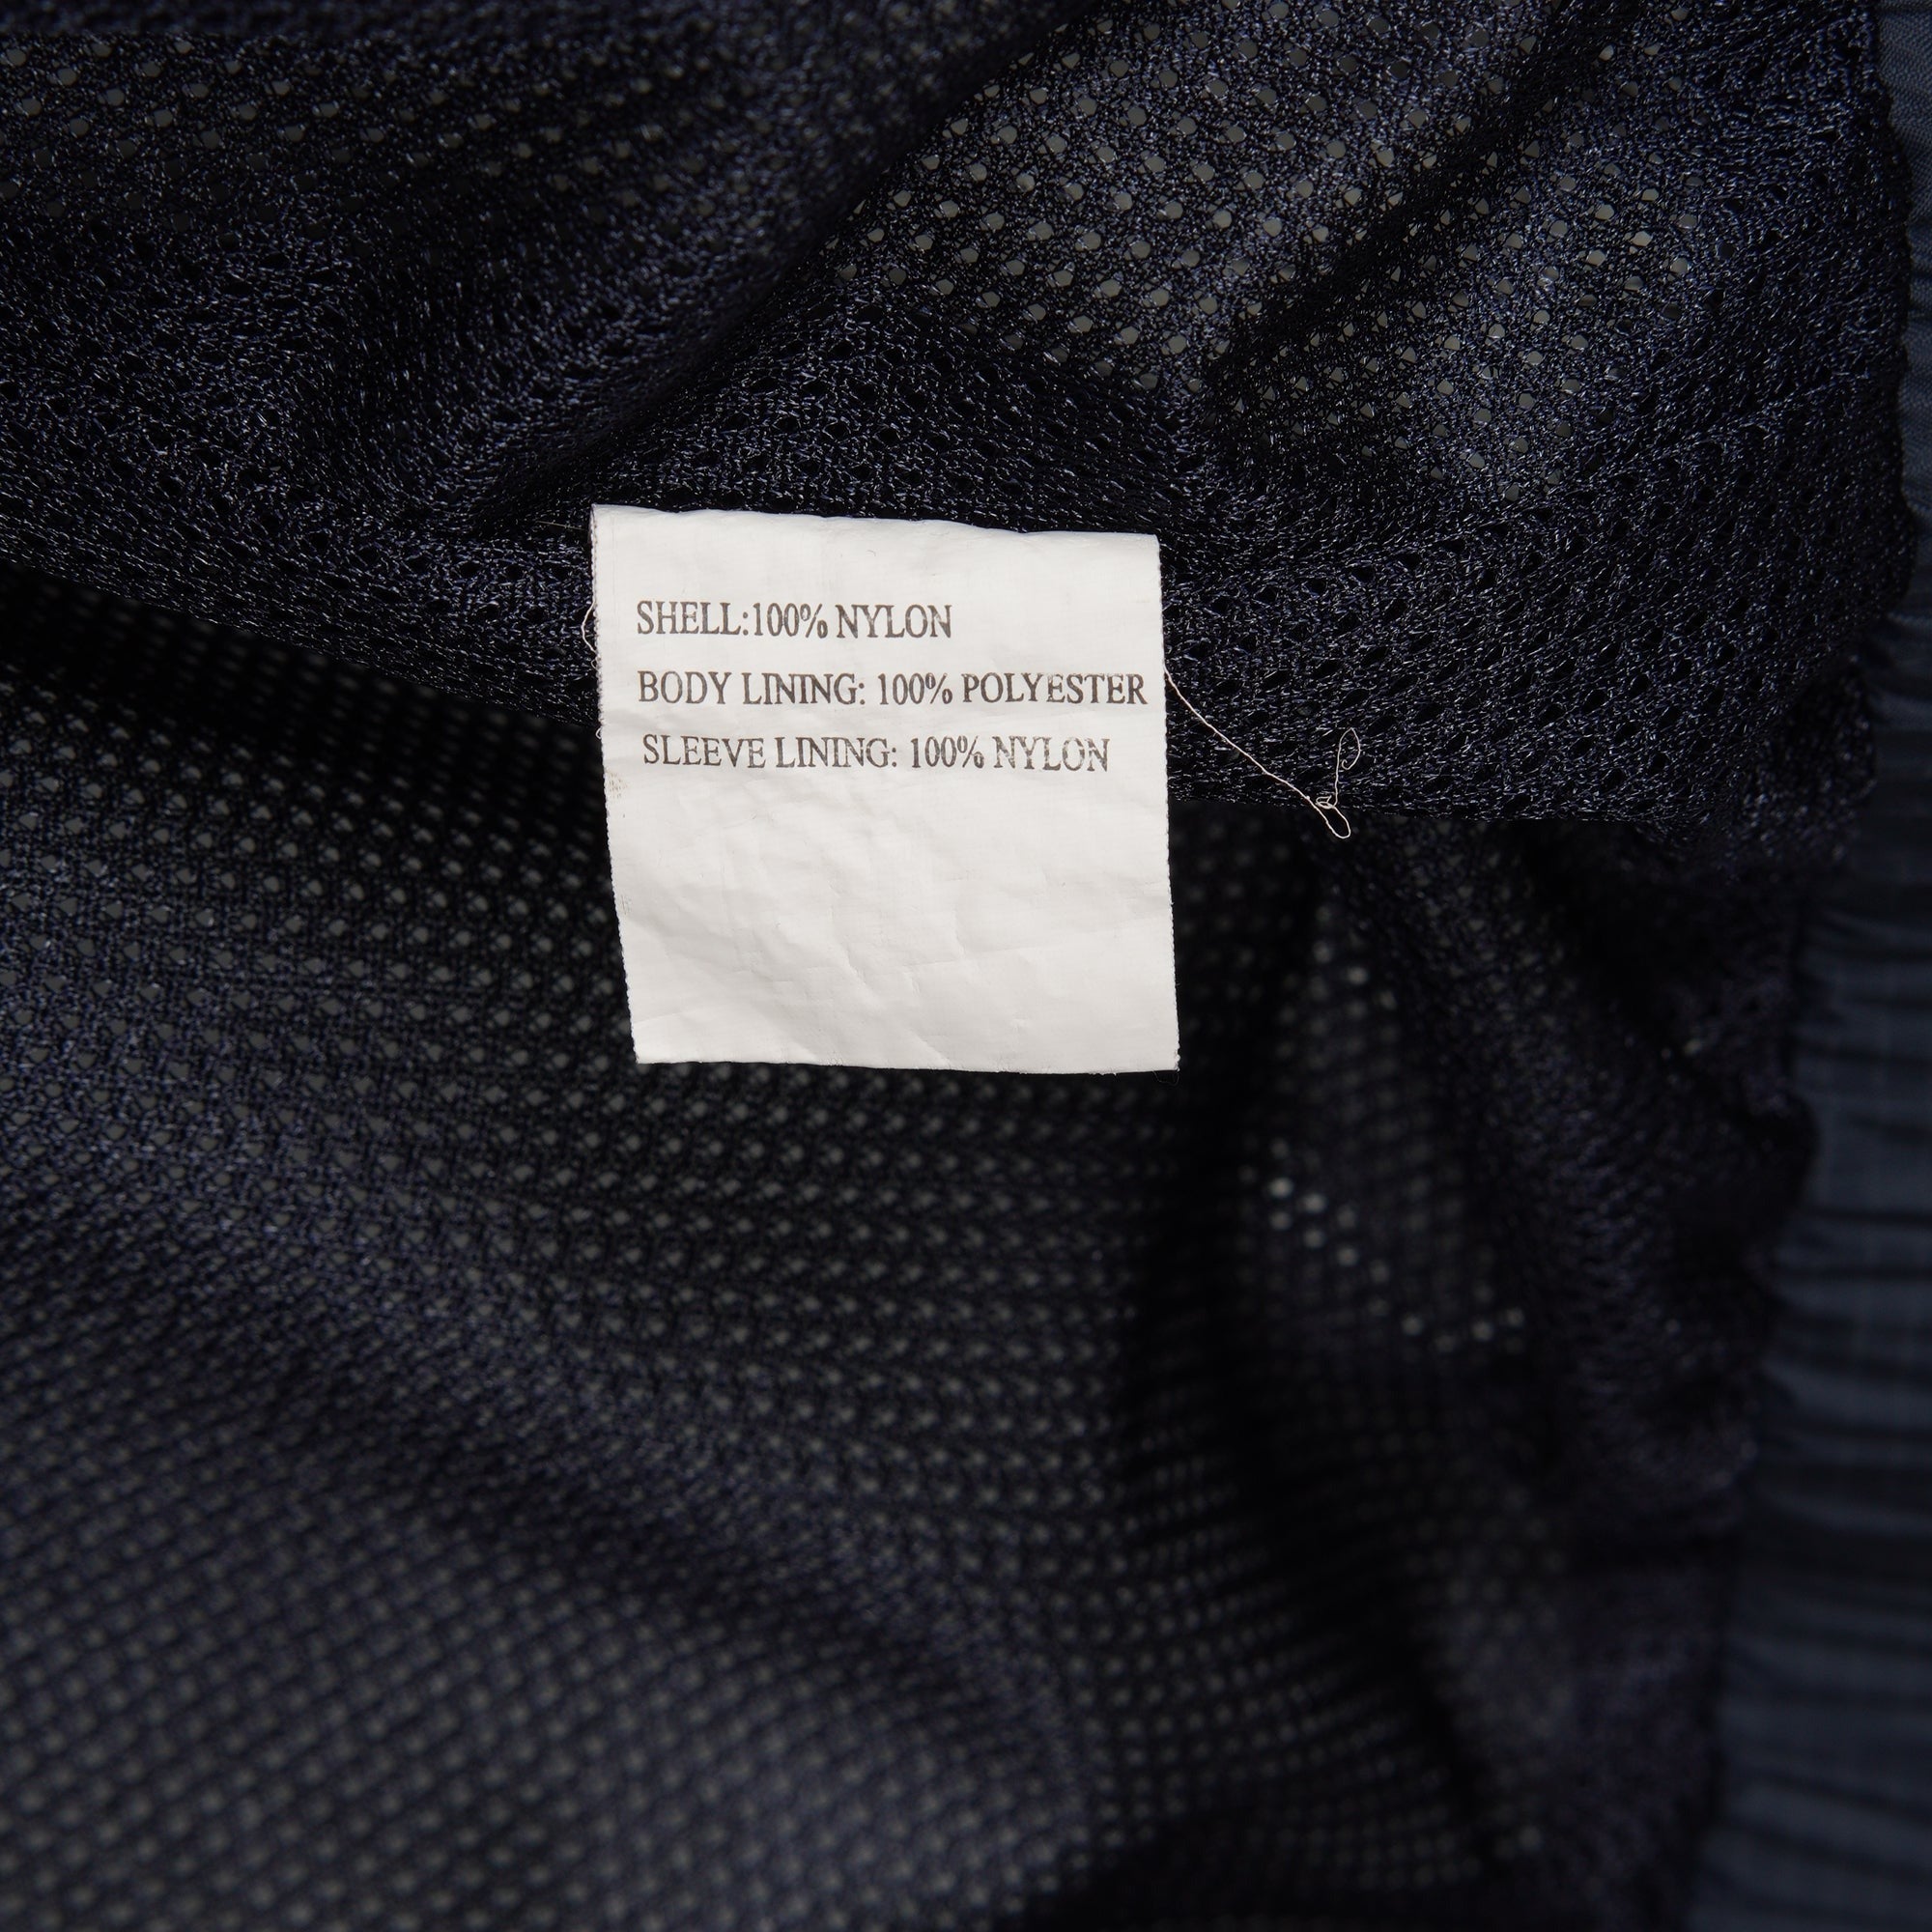 SHELL:100% NYLON
BODY LINING: 100% POLYESTER
SLEEVE LINING: 100% NYLON